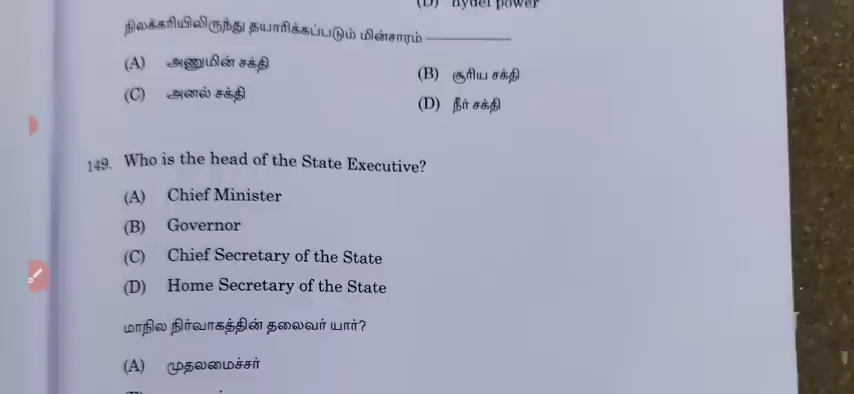 (D) hydel power
நிலக்கரியிலிருந்து தயாரிக்கப்படும் மின்சாரம்
(A) அணுமின் சக்தி
(B) சூரிய சக்தி
(C) அனல் சக்தி
(D) நீர் சக்தி
149. Who is the head of the State Executive?
(A) Chief Minister
(B) Governor
(C) Chief Secretary of the State
(D) Home Secretary of the State
மாநில நிர்வாகத்தின் தலைவர் யார்?
(A) முதலமைச்சர்